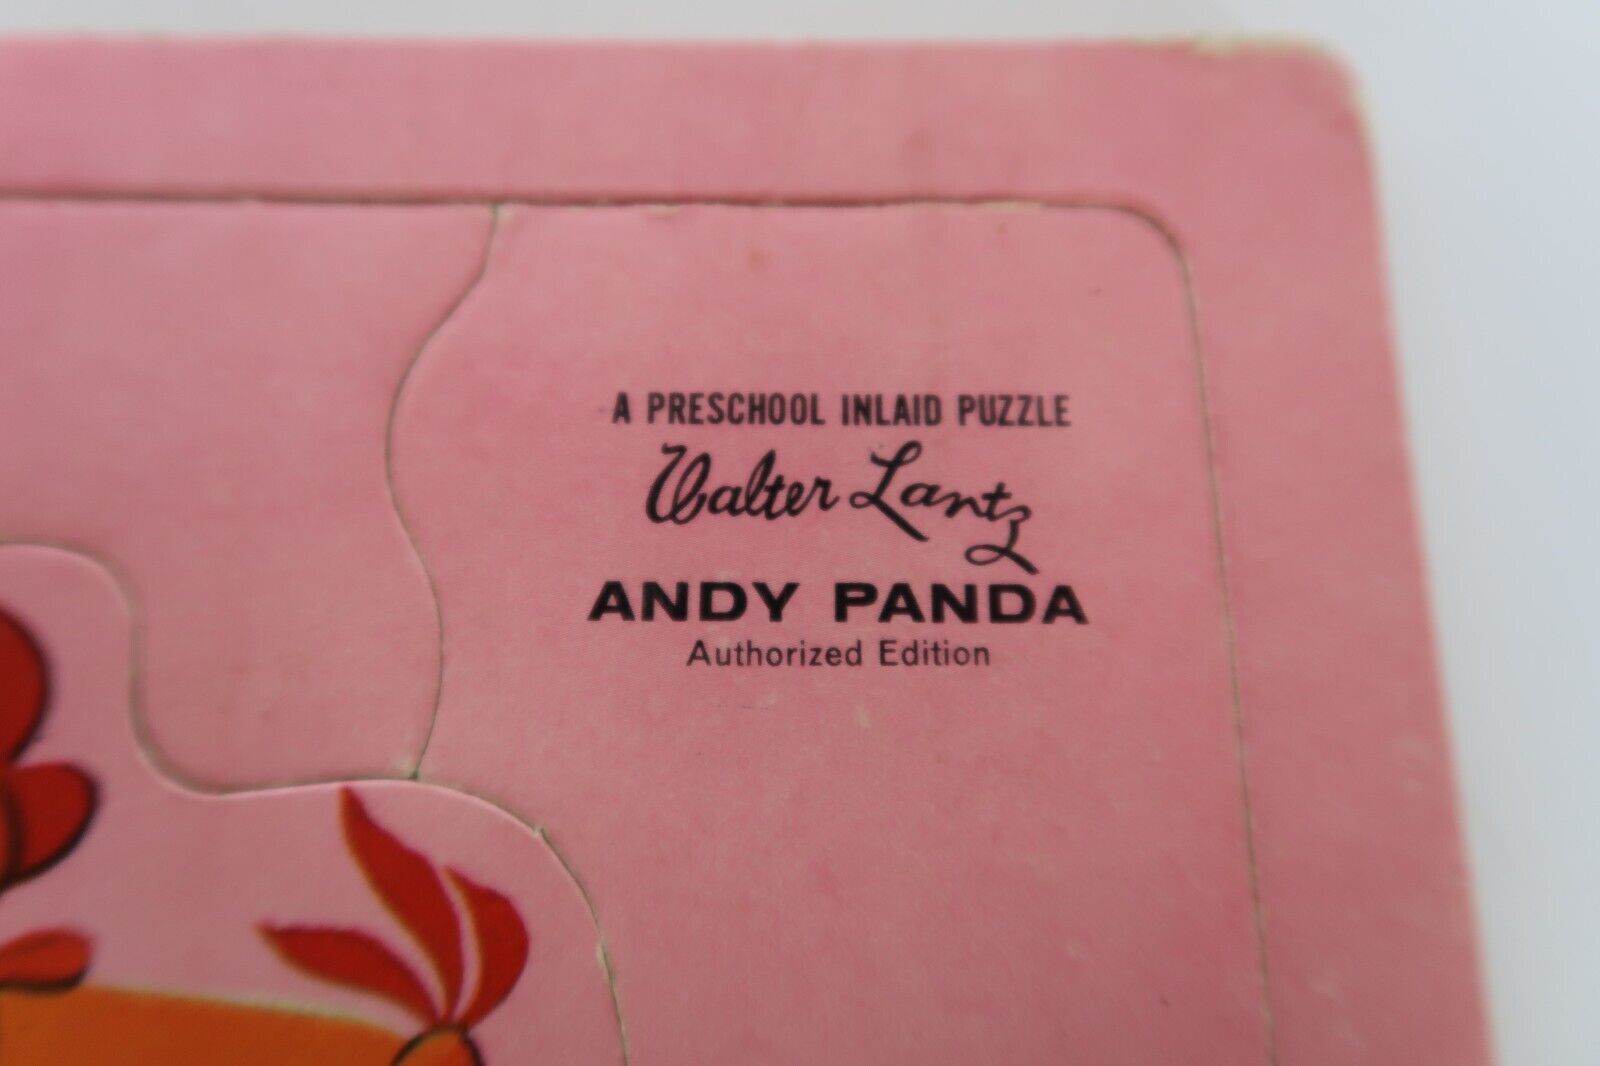 A PRESCHOOL INLAID PUZZLE
Walter Lantz
ANDY PANDA
Authorized Edition